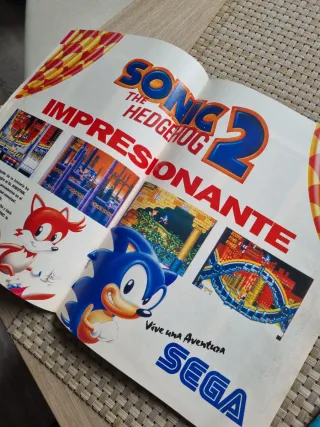 SONIC
THE
HEDGEHOG 2
IMPRESIONANTE
Vive una Aventura
SEGA